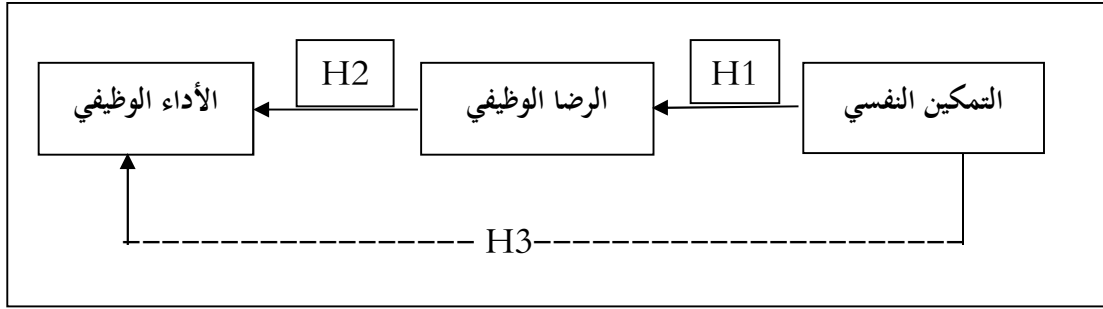 H1
H2
التمكين النفسي
الرضا الوظيفي
الأداء الوظيفي
H3